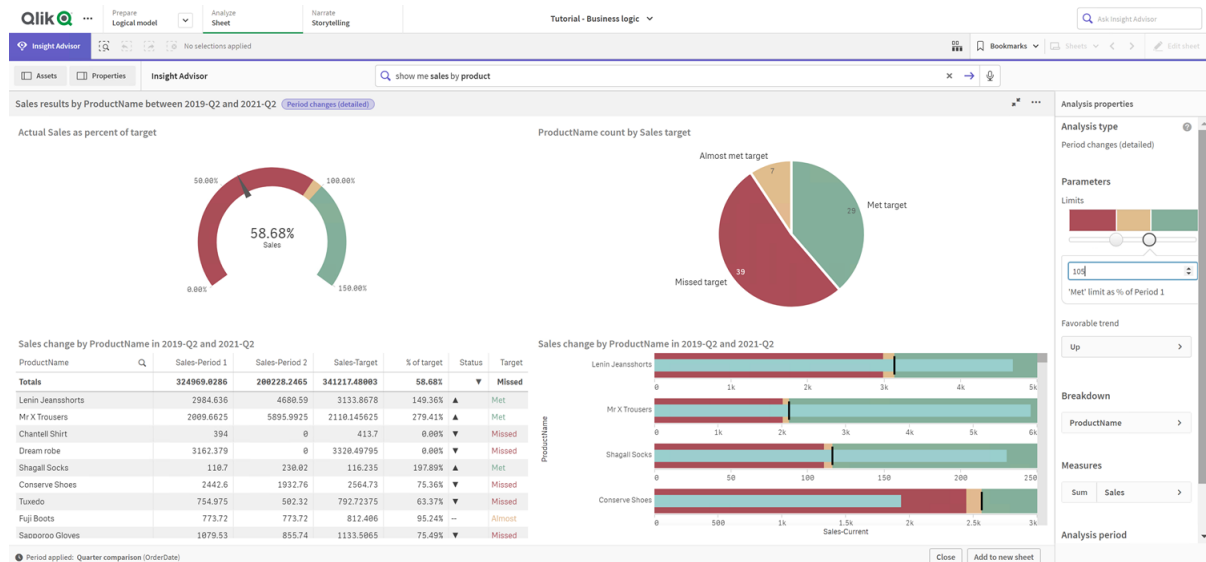 Qlik
Prepare
Logical model
Analyze
Sheet
Narrate
Storytelling
Tutorial - Business logic
Ask Insight Advisor
Insight Advisor
No selections applied
Bookmarks
Sheets
Edit sheet
Assets
Properties
Insight Advisor
show me sales by product
Sales results by ProductName between 2019-Q2 and 2021-Q2
Period changes (detailed)
Actual Sales as percent of target
50.00%
100.00%
58.68%
Sales
0.00%
150.00%
ProductName count by Sales target
Almost met target
7
29
Met target
39
Missed target
Sales change by ProductName in 2019-Q2 and 2021-Q2
ProductName Sales-Period 1 Sales-Period 2 Sales-Target % of target Status Target
Totals 324969.0286 200228.2465 341217.48003 58.68% ▼ Missed
Lenin Jeansshorts 2984.636 4680.59 3133.8678 149.36% ▲ Met
Mr X Trousers 2009.6625 5895.9925 2110.145625 279.41% ▲ Met
Chantell Shirt 394 0 413.7 0.00% ▼ Missed
Dream robe 3162.379 0 3320.49795 0.00% ▼ Missed
Shagall Socks 110.7 230.02 116.235 197.89% ▲ Met
Conserve Shoes 2442.6 1932.76 2564.73 75.36% ▼ Missed
Tuxedo 754.975 502.32 792.72375 63.37% ▼ Missed
Fuji Boots 773.72 773.72 812.406 95.24% -- Almost
Sapporoo Gloves 1079.53 855.74 1133.5065 75.49% ▼ Missed
Sales change by ProductName in 2019-Q2 and 2021-Q2
ProductName
Lenin Jeansshorts
0 1k 2k 3k 4k 5k
Mr X Trousers
0 1k 2k 3k 4k 5k 6k
Shagall Socks
0 50 100 150 200 250
Conserve Shoes
0 500 1k 1.5k 2k 2.5k 3k
Sales-Current
Analysis properties
Analysis type
Period changes (detailed)
Parameters
Limits
105
'Met' limit as % of Period 1
Favorable trend
Up
Breakdown
ProductName
Measures
Sum Sales
Analysis period
Period applied: Quarter comparison (OrderDate)
Close
Add to new sheet